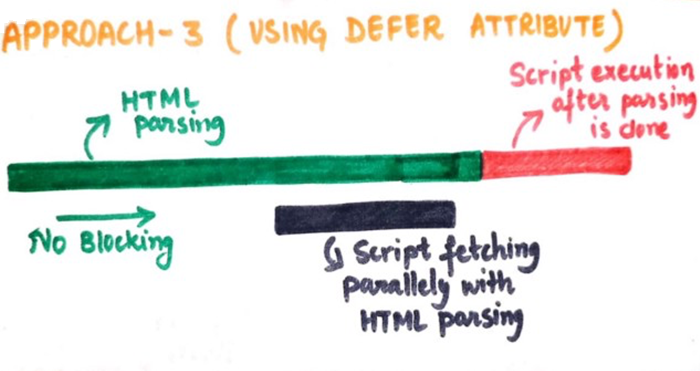 APPROACH-3 (USING DEFER ATTRIBUTE)
HTML
parsing
Script execution
after parsing
is done
No Blocking
Script fetching
parallely with
HTML parsing